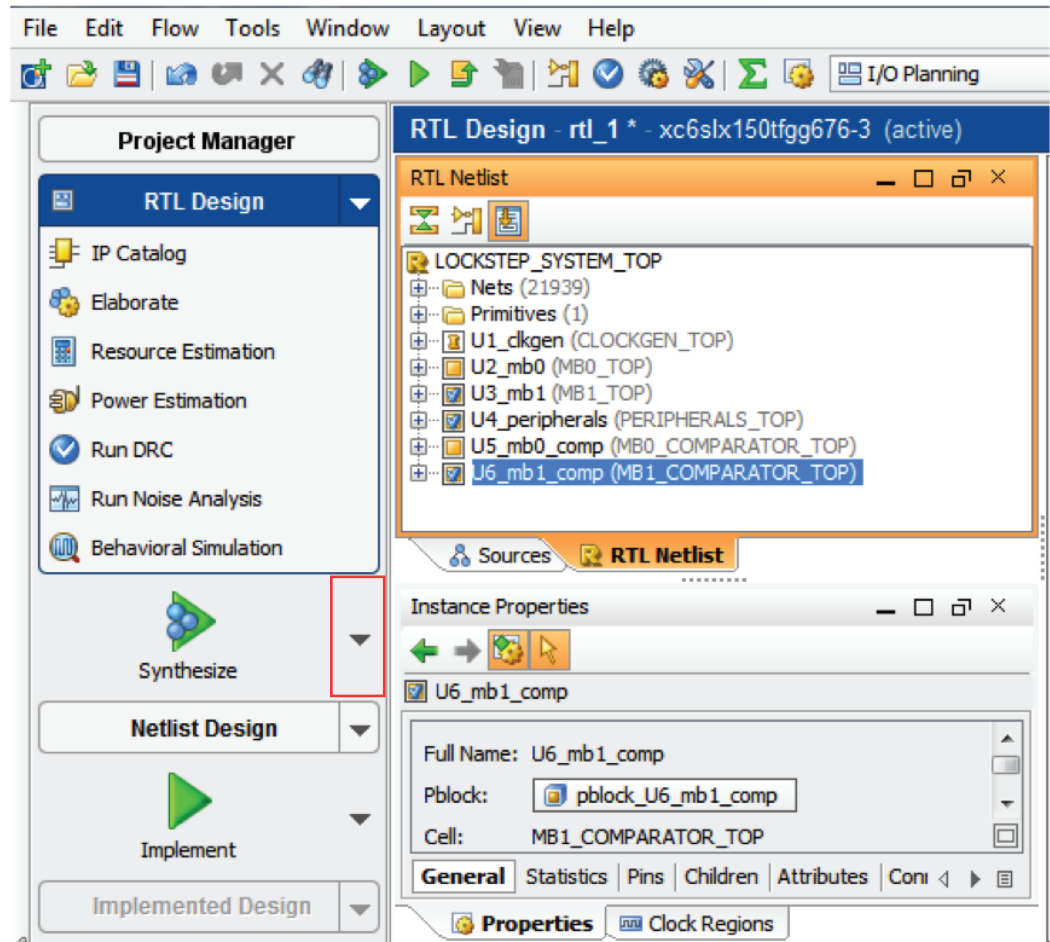 File Edit Flow Tools Window Layout View Help
I/O Planning
Project Manager
RTL Design
IP Catalog
Elaborate
Resource Estimation
Power Estimation
Run DRC
Run Noise Analysis
Behavioral Simulation
Synthesize
Netlist Design
Implement
Implemented Design
RTL Design - rtl_1 * - xc6slx150tfgg676-3 (active)
RTL Netlist
LOCKSTEP_SYSTEM_TOP
Nets (21939)
Primitives (1)
U1_clkgen (CLOCKGEN_TOP)
U2_mb0 (MB0_TOP)
U3_mb1 (MB1_TOP)
U4_peripherals (PERIPHERALS_TOP)
U5_mb0_comp (MB0_COMPARATOR_TOP)
U6_mb1_comp (MB1_COMPARATOR_TOP)
Sources RTL Netlist
Instance Properties
U6_mb1_comp
Full Name: U6_mb1_comp
Pblock: pblock_U6_mb1_comp
Cell: MB1_COMPARATOR_TOP
General Statistics Pins Children Attributes Conn
Properties Clock Regions